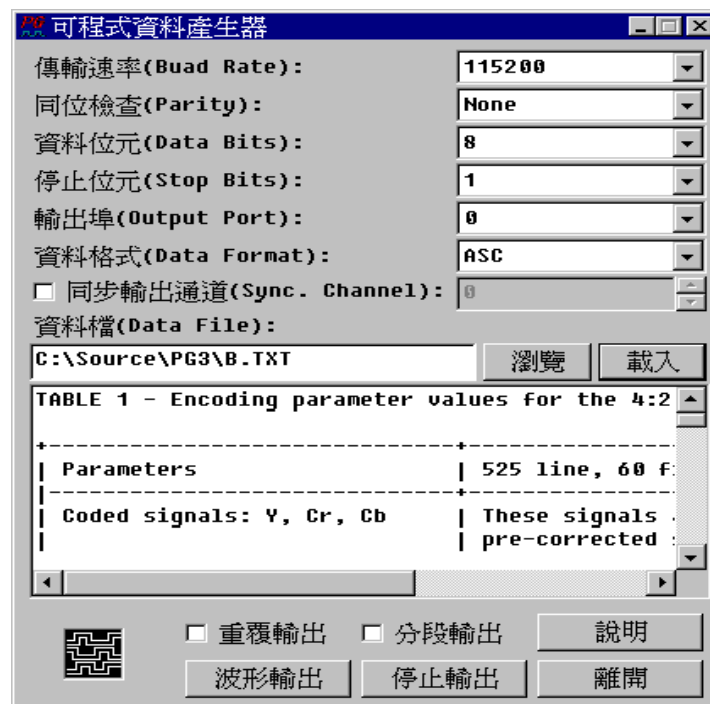 PG 可程式資料產生器
傳輸速率(Buad Rate): 115200
同位檢查(Parity): None
資料位元(Data Bits): 8
停止位元(Stop Bits): 1
輸出埠(Output Port): 0
資料格式(Data Format): ASC
同步輸出通道(Sync. Channel): 0
資料檔(Data File):
C:\Source\PG3\B.TXT 瀏覽 載入
TABLE 1 - Encoding parameter values for the 4:2
+--------------------------------+----------------
| Parameters | 525 line, 60 f
|--------------------------------+----------------
| Coded signals: Y, Cr, Cb | These signals
| | pre-corrected
重覆輸出 分段輸出 說明
波形輸出 停止輸出 離開